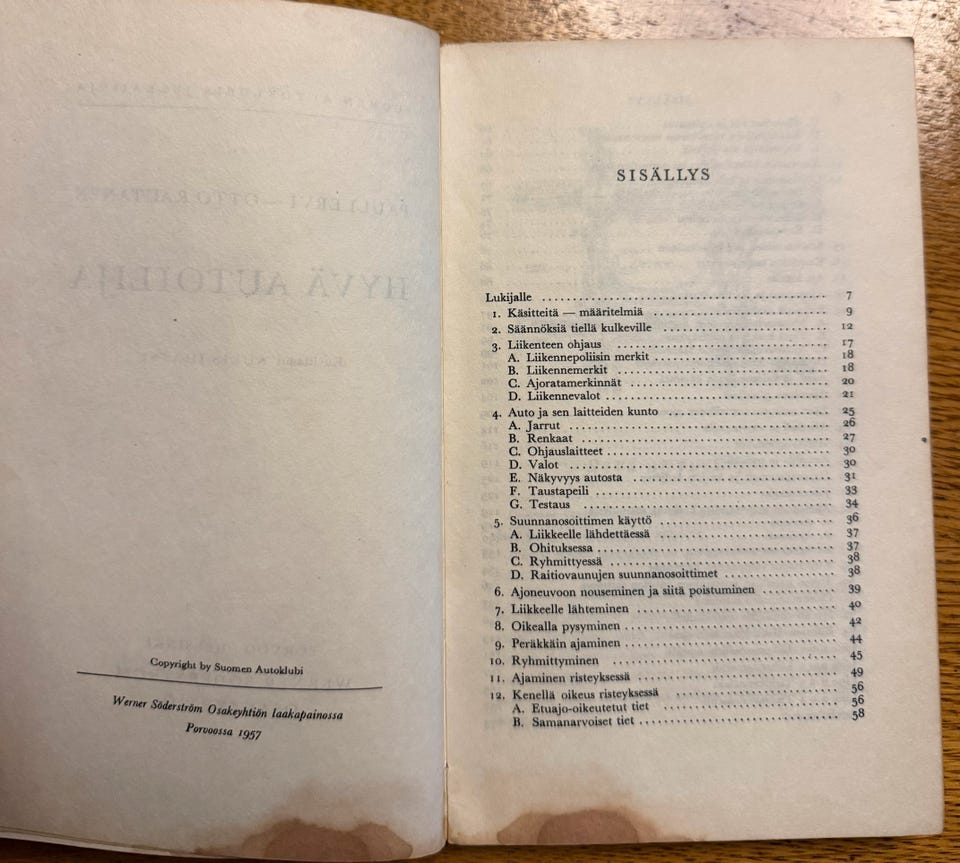 HYVÄ AUTOILIJA
Copyright by Suomen Autoklubi
Werner Söderström Osakeyhtiön laakapainossa
Porvoossa 1957
SISÄLLYS
Lukijalle ........ 7
1. Käsitteitä — määritelmiä ........ 9
2. Säännöksiä tiellä kulkeville ........ 12
3. Liikenteen ohjaus ........ 17
A. Liikennepoliisin merkit ........ 18
B. Liikennemerkit ........ 18
C. Ajoratamerkinnät ........ 20
D. Liikennevalot ........ 21
4. Auto ja sen laitteiden kunto ........ 25
A. Jarrut ........ 26
B. Renkaat ........ 27
C. Ohjauslaitteet ........ 30
D. Valot ........ 30
E. Näkyvyys autosta ........ 31
F. Taustapeili ........ 33
G. Testaus ........ 34
5. Suunnanosoittimen käyttö ........ 36
A. Liikkeelle lähdettäessä ........ 37
B. Ohituksessa ........ 37
C. Ryhmittyessä ........ 38
D. Raitiovaunujen suunnanosoittimet ........ 38
6. Ajoneuvoon nouseminen ja siitä poistuminen ........ 39
7. Liikkeelle lähteminen ........ 40
8. Oikealla pysyminen ........ 42
9. Peräkkäin ajaminen ........ 44
10. Ryhmittyminen ........ 45
11. Ajaminen risteyksessä ........ 49
12. Kenellä oikeus risteyksessä ........ 56
A. Etuajo-oikeutetut tiet ........ 56
B. Samanarvoiset tiet ........ 58